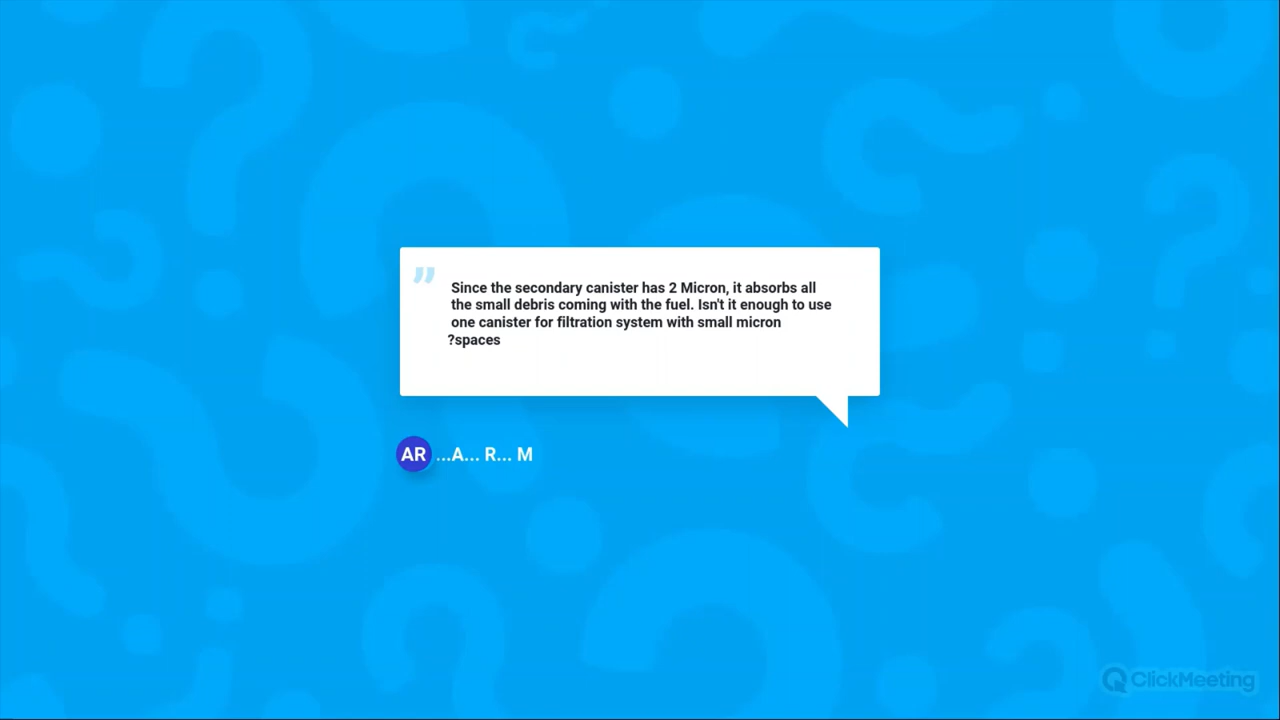 Since the secondary canister has 2 Micron, it absorbs all
the small debris coming with the fuel. Isn't it enough to use
one canister for filtration system with small micron
?spaces
AR ...A... R... M
ClickMeeting